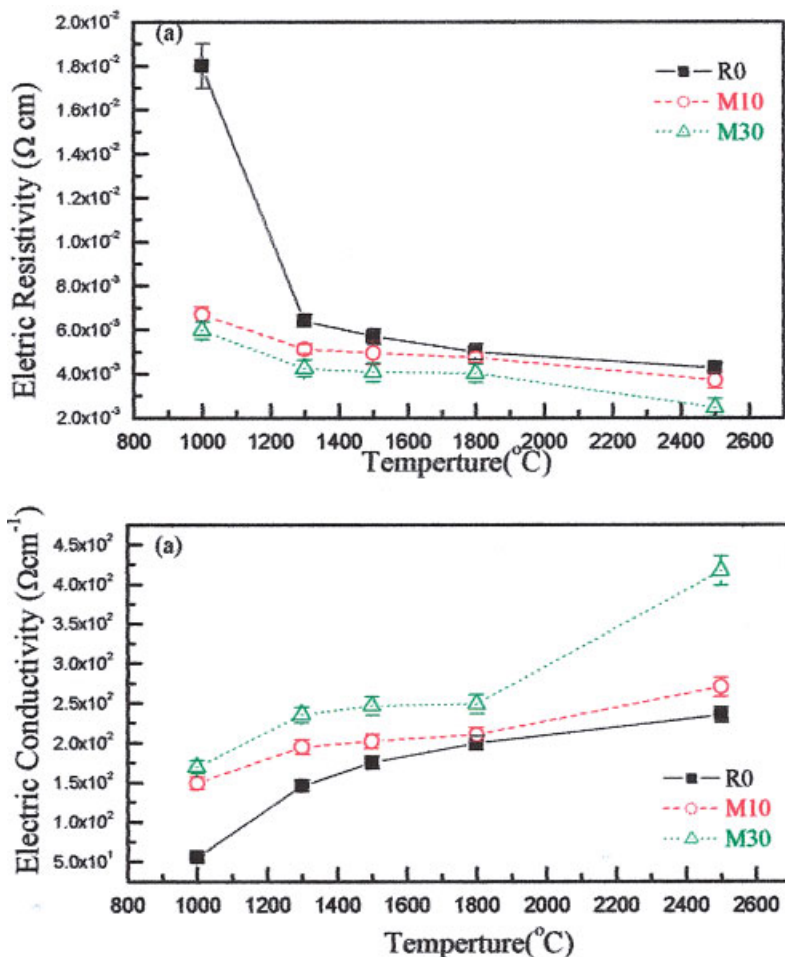 (a)
R0
M10
M30
Eletric Resistivity (Ω cm)
2.0x10⁻²
1.8x10⁻²
1.6x10⁻²
1.4x10⁻²
1.2x10⁻²
1.0x10⁻²
8.0x10⁻³
6.0x10⁻³
4.0x10⁻³
2.0x10⁻³
800 1000 1200 1400 1600 1800 2000 2200 2400 2600
Temperture(°C)
(a)
Electric Conductivity (Ωcm⁻¹)
4.5x10²
4.0x10²
3.5x10²
3.0x10²
2.5x10²
2.0x10²
1.5x10²
1.0x10²
5.0x10¹
R0
M10
M30
800 1000 1200 1400 1600 1800 2000 2200 2400 2600
Temperture(°C)